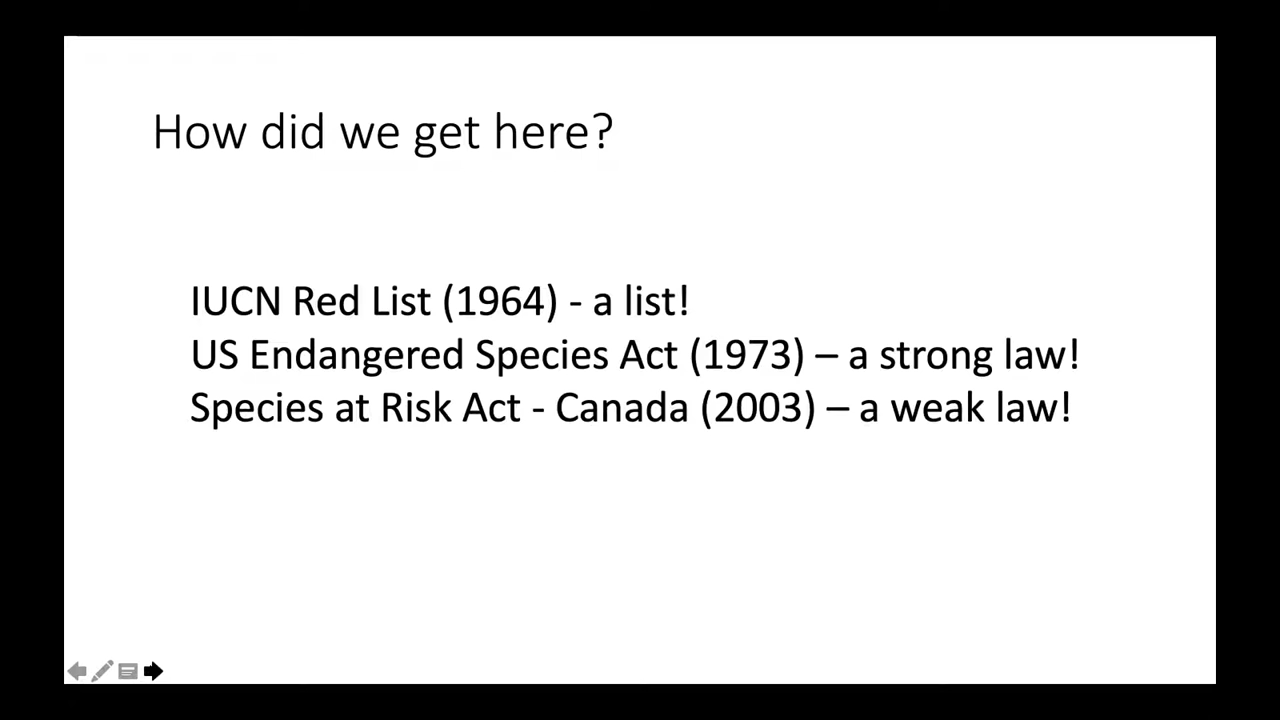 How did we get here?
IUCN Red List (1964) - a list!
US Endangered Species Act (1973) – a strong law!
Species at Risk Act - Canada (2003) – a weak law!